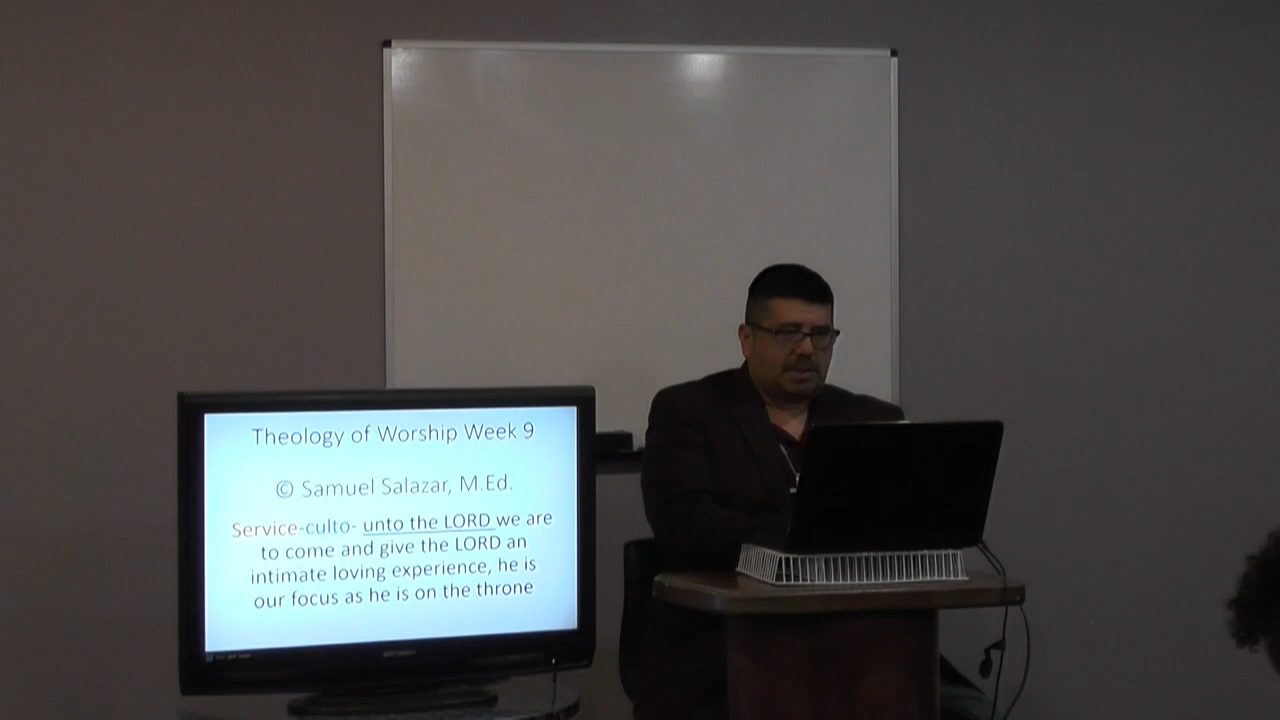 Theology of Worship Week 9
© Samuel Salazar, M.Ed.
Service-culto- unto the LORD we are
to come and give the LORD an
intimate loving experience, he is
our focus as he is on the throne